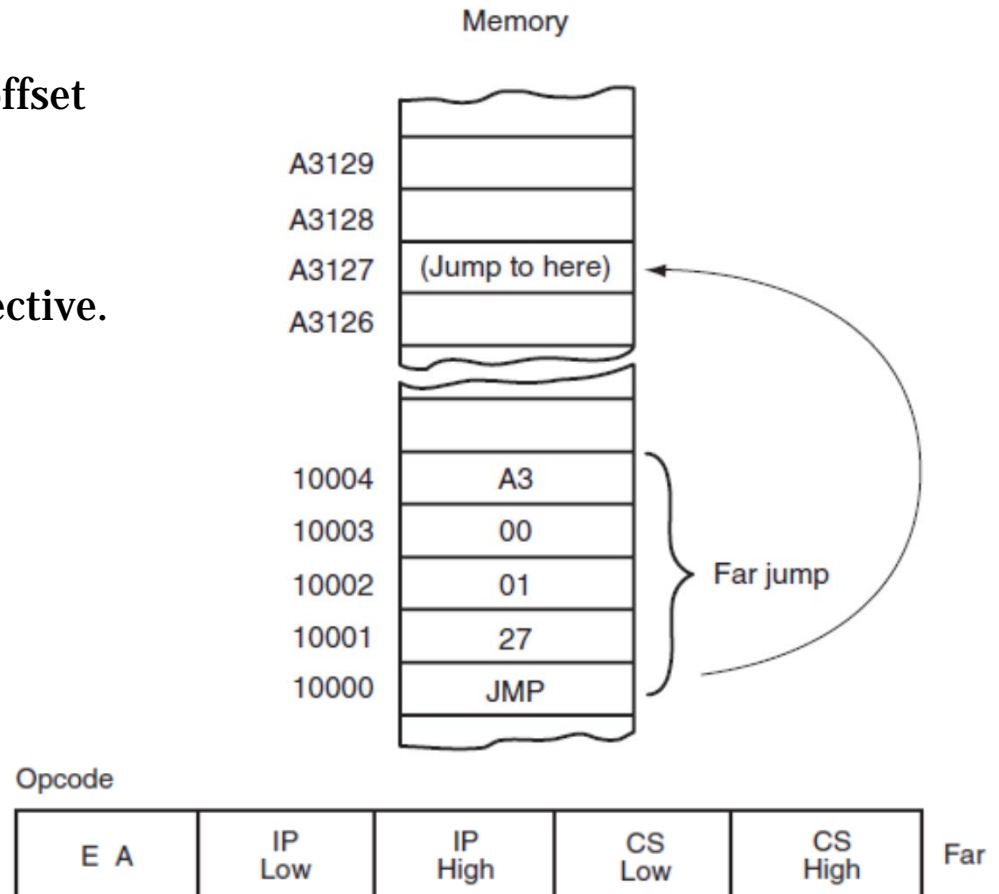 Memory
offset
A3129
A3128
A3127 (Jump to here)
ective.
A3126
10004 A3
10003 00
10002 01
Far jump
10001 27
10000 JMP
Opcode
E A IP Low IP High CS Low CS High Far